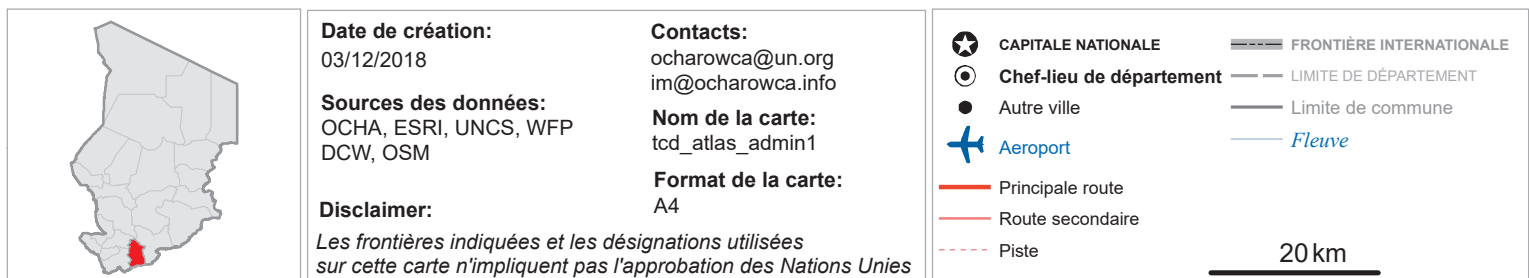 Date de création:
03/12/2018
Sources des données:
OCHA, ESRI, UNCS, WFP
DCW, OSM
Contacts:
ocharowca@un.org
im@ocharowca.info
Nom de la carte:
tcd_atlas_admin1
Format de la carte:
A4
Disclaimer:
Les frontières indiquées et les désignations utilisées
sur cette carte n'impliquent pas l'approbation des Nations Unies
CAPITALE NATIONALE
Chef-lieu de département
Autre ville
Aeroport
Principale route
Route secondaire
Piste
FRONTIÈRE INTERNATIONALE
LIMITE DE DÉPARTEMENT
Limite de commune
Fleuve
20 km